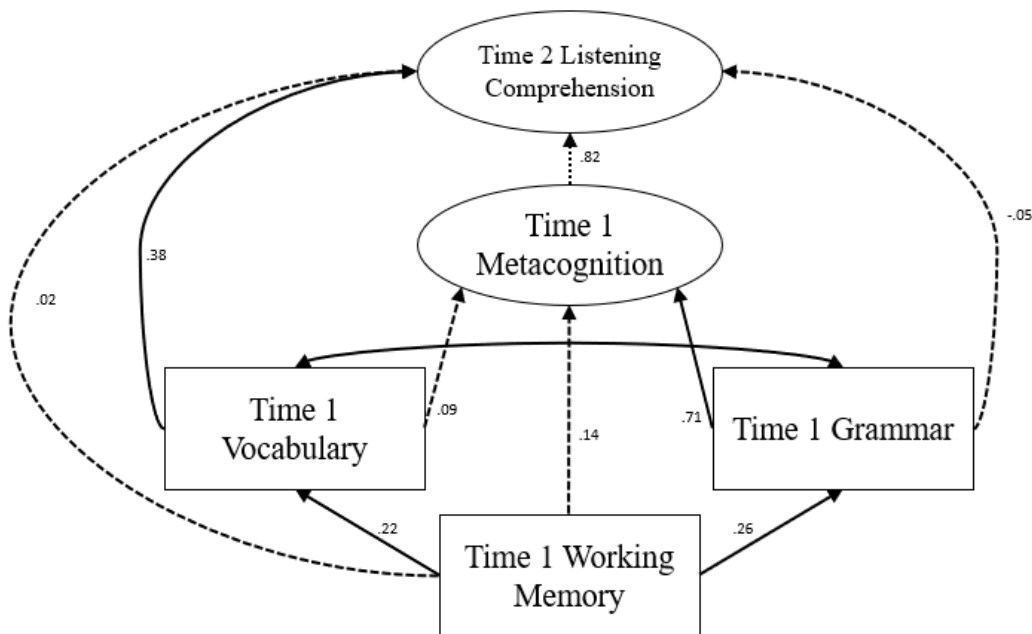 Time 2 Listening
Comprehension
.82
Time 1
Metacognition
-.05
.38
.02
Time 1
Vocabulary
.09
.14
.71
Time 1 Grammar
.22
.26
Time 1 Working
Memory